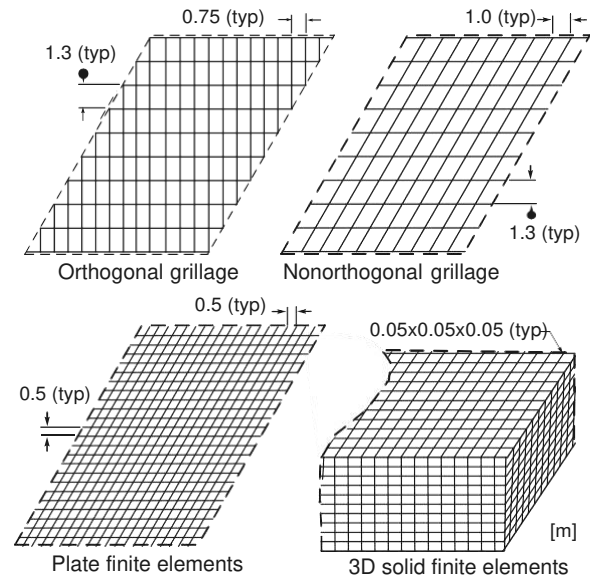 0.75 (typ)
1.3 (typ)
Orthogonal grillage
1.0 (typ)
1.3 (typ)
Nonorthogonal grillage
0.5 (typ)
0.5 (typ)
Plate finite elements
0.05x0.05x0.05 (typ)
[m]
3D solid finite elements